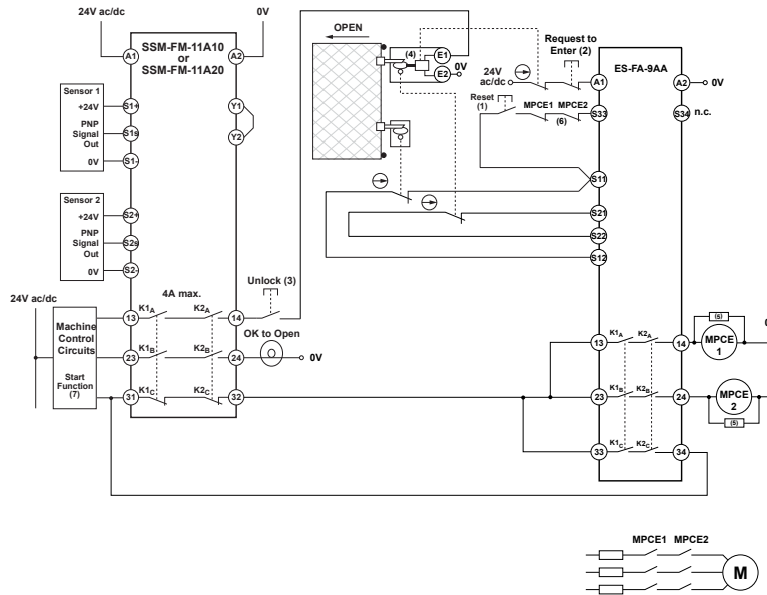 24V ac/dc
0V
SSM-FM-11A10
or
SSM-FM-11A20
A1
A2
Sensor 1
+24V
PNP
Signal
Out
0V
S1+
S1s
S1-
Y1
Y2
Sensor 2
+24V
PNP
Signal
Out
0V
S2+
S2s
S2-
24V ac/dc
4A max.
Machine
Control
Circuits
Start
Function
(7)
13
K1A
K2A
14
23
K1B
K2B
24
31
K1C
K2C
32
Unlock (3)
OK to Open
0V
OPEN
(4)
E1
E2
0V
Request to
Enter (2)
24V
ac/dc
Reset
(1)
MPCE1
MPCE2
(6)
ES-FA-9AA
A1
A2
0V
S33
S34
n.c.
S11
S21
S22
S12
13
K1A
K2A
14
23
K1B
K2B
24
33
K1C
K2C
34
(5)
MPCE
1
MPCE
2
(5)
MPCE1
MPCE2
M